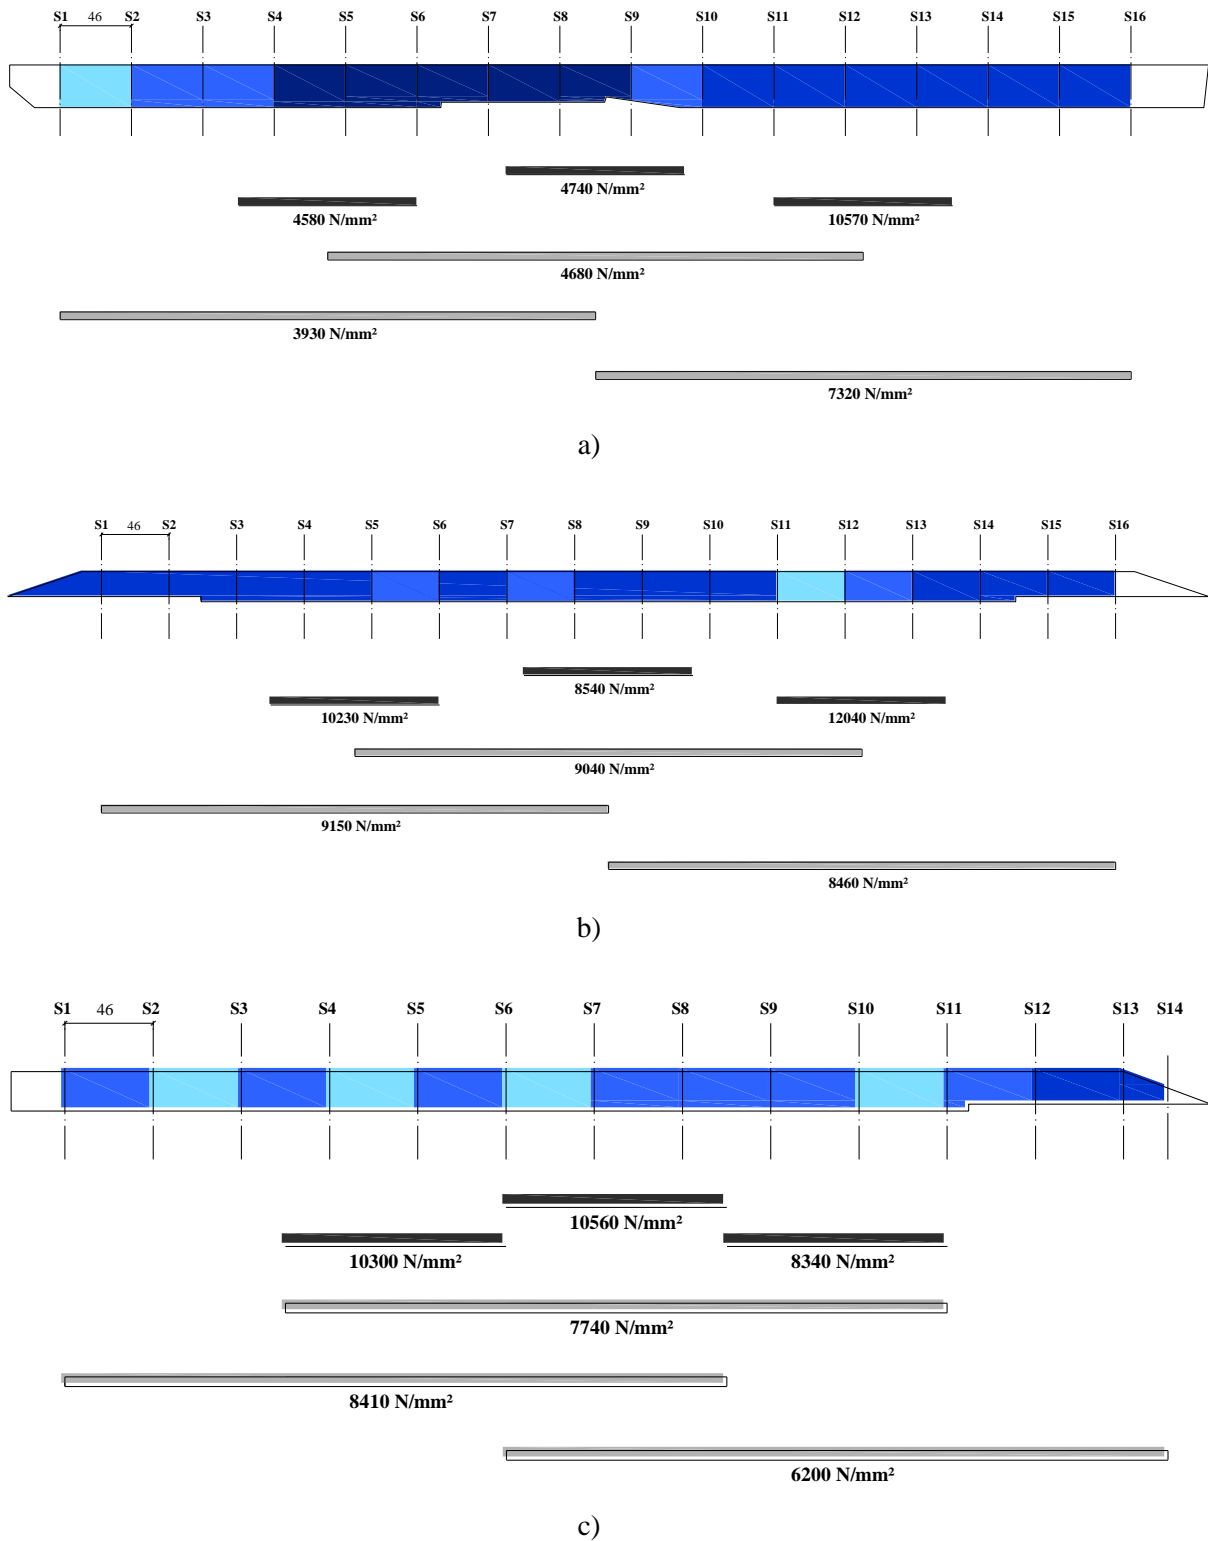 S1 46 S2 S3 S4 S5 S6 S7 S8 S9 S10 S11 S12 S13 S14 S15 S16
4740 N/mm²
4580 N/mm² 10570 N/mm²
4680 N/mm²
3930 N/mm²
7320 N/mm²
a)
S1 46 S2 S3 S4 S5 S6 S7 S8 S9 S10 S11 S12 S13 S14 S15 S16
8540 N/mm²
10230 N/mm² 12040 N/mm²
9040 N/mm²
9150 N/mm²
8460 N/mm²
b)
S1 46 S2 S3 S4 S5 S6 S7 S8 S9 S10 S11 S12 S13 S14
10560 N/mm²
10300 N/mm² 8340 N/mm²
7740 N/mm²
8410 N/mm²
6200 N/mm²
c)